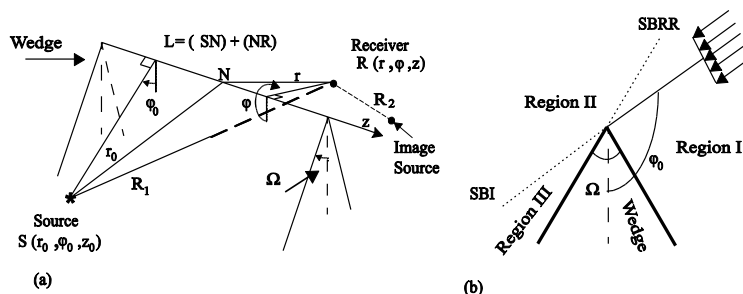 Wedge
L= ( SN) + (NR)
Receiver
R (r ,φ,z)
N
r
φ₀
φ
R₂
z
r₀
Image
Source
R₁
Ω
Source
S (r₀ ,φ₀ ,z₀)
(a)
SBRR
Region II
Region I
φ₀
SBI
Ω
Region III
Wedge
(b)